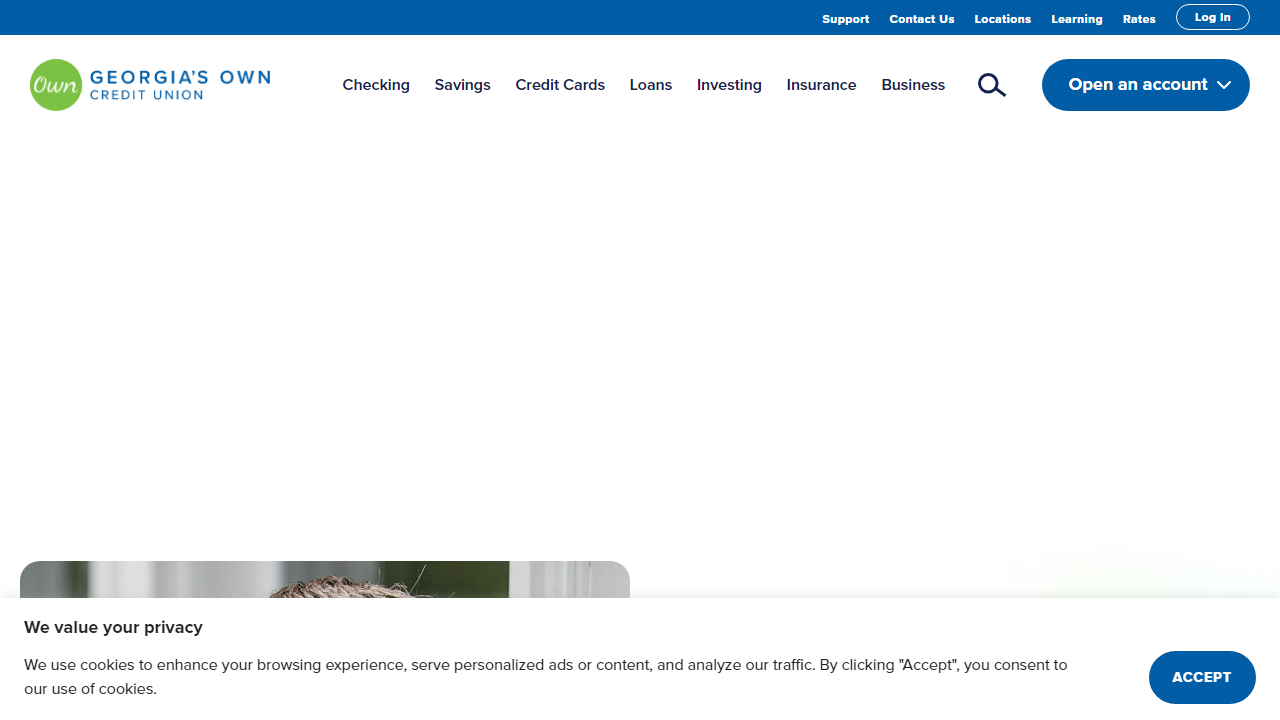 Support Contact Us Locations Learning Rates Log In
Own GEORGIA'S OWN
CREDIT UNION
Checking Savings Credit Cards Loans Investing Insurance Business Open an account
We value your privacy
We use cookies to enhance your browsing experience, serve personalized ads or content, and analyze our traffic. By clicking "Accept", you consent to
our use of cookies.
ACCEPT